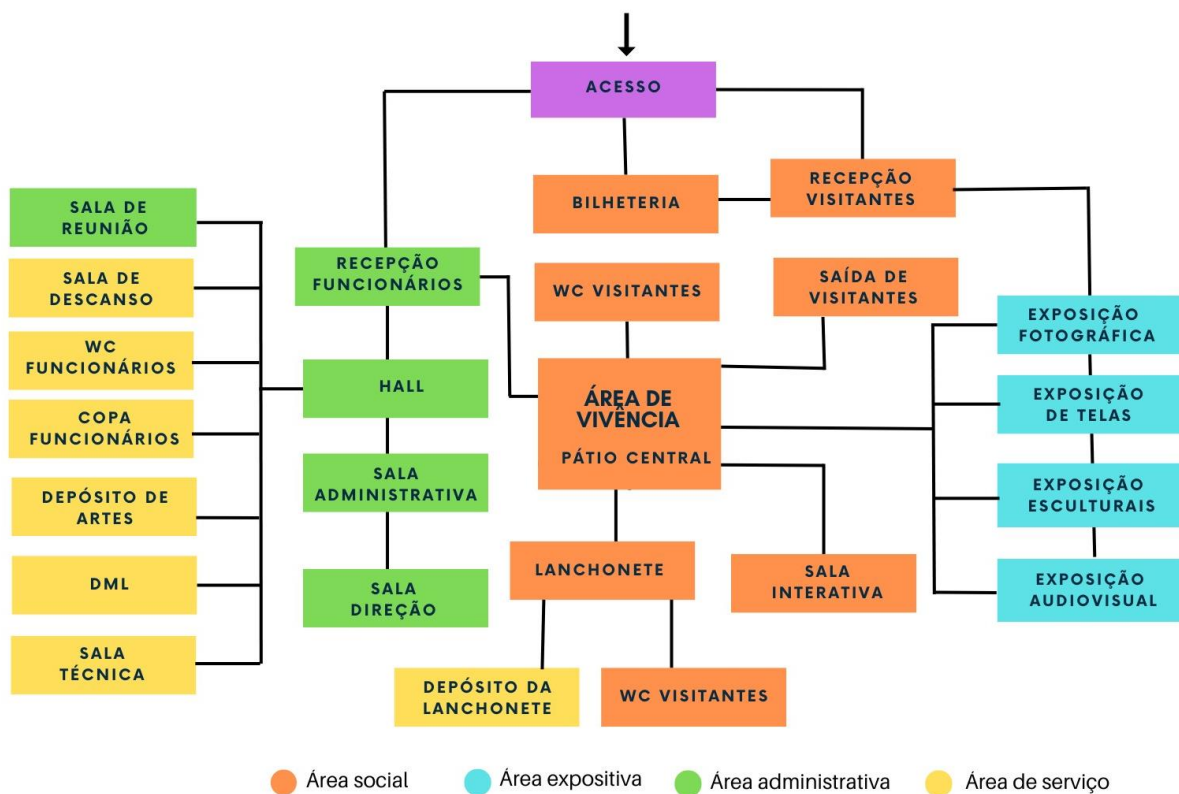 ACESSO
BILHETERIA
RECEPÇÃO
VISITANTES
SALA DE
REUNIÃO
SALA DE
DESCANSO
WC
FUNCIONÁRIOS
COPA
FUNCIONÁRIOS
DEPÓSITO DE
ARTES
DML
SALA
TÉCNICA
RECEPÇÃO
FUNCIONÁRIOS
HALL
SALA
ADMINISTRATIVA
SALA
DIREÇÃO
WC VISITANTES
SAÍDA DE
VISITANTES
ÁREA DE
VIVÊNCIA
PÁTIO CENTRAL
LANCHONETE
SALA
INTERATIVA
DEPÓSITO DA
LANCHONETE
WC VISITANTES
EXPOSIÇÃO
FOTOGRÁFICA
EXPOSIÇÃO
DE TELAS
EXPOSIÇÃO
ESCULTURAIS
EXPOSIÇÃO
AUDIOVISUAL
Área social
Área expositiva
Área administrativa
Área de serviço